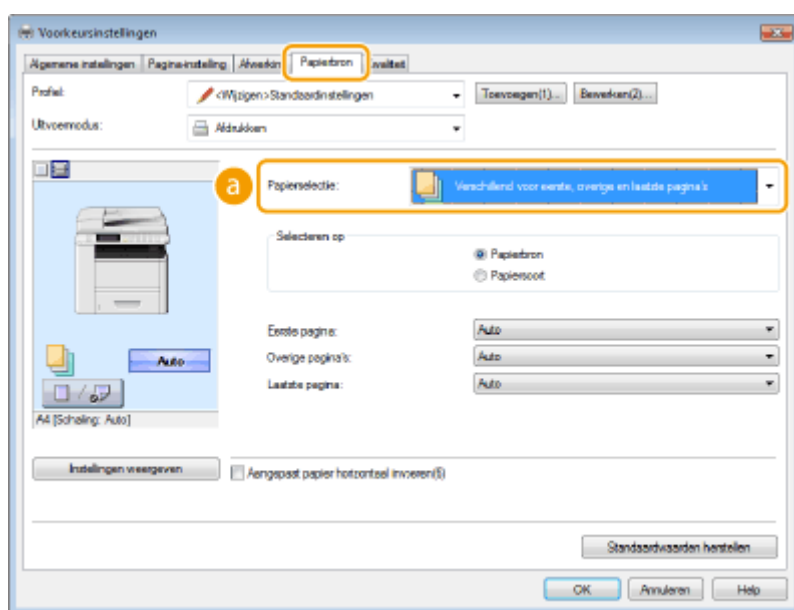 Voorkeursinstellingen
Algemene instellingen Pagina-instelling Afwerkin Papierbron waliteit
Profiel: <Wijzigen>Standaardinstellingen Toevoegen(1)... Bewerken(2)...
Uitvoermodus: Afdrukken
a Papierselectie: Verschillend voor eerste, overige en laatste pagina's
Selecteren op
Papierbron
Papiersoort
Eerste pagina: Auto
Auto Overige pagina's: Auto
Laatste pagina: Auto
A4 [Schaling: Auto]
Instellingen weergeven Aangepast papier horizontaal invoeren(6)
Standaardwaarden herstellen
OK Annuleren Help